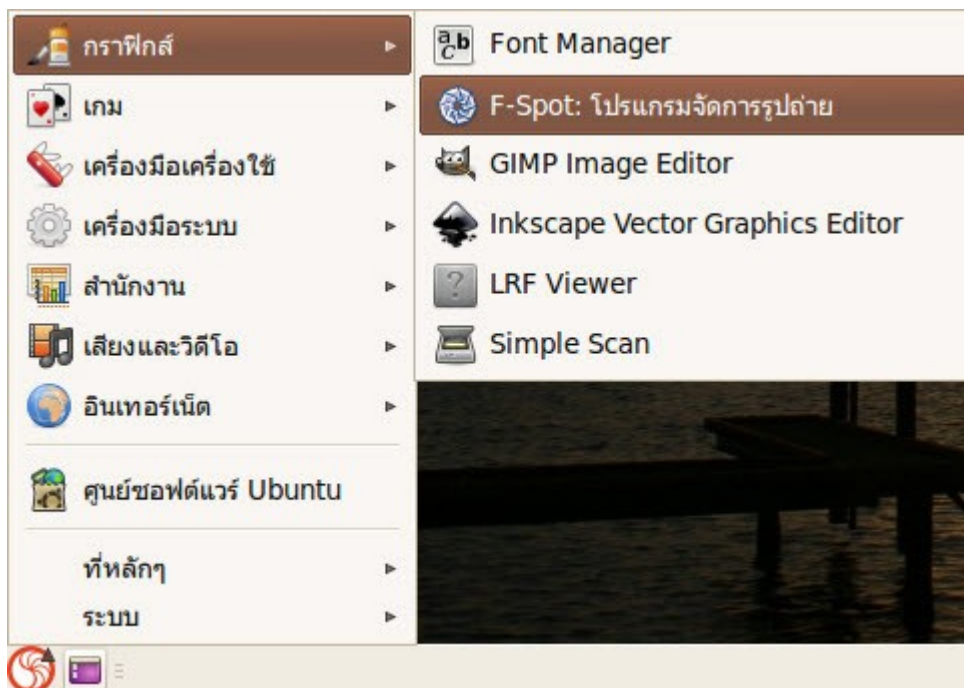 กราฟิกส์
เกม
เครื่องมือเครื่องใช้
เครื่องมือระบบ
สำนักงาน
เสียงและวิดีโอ
อินเทอร์เน็ต
ศูนย์ซอฟต์แวร์ Ubuntu
ที่หลักๆ
ระบบ
Font Manager
F-Spot: โปรแกรมจัดการรูปถ่าย
GIMP Image Editor
Inkscape Vector Graphics Editor
LRF Viewer
Simple Scan